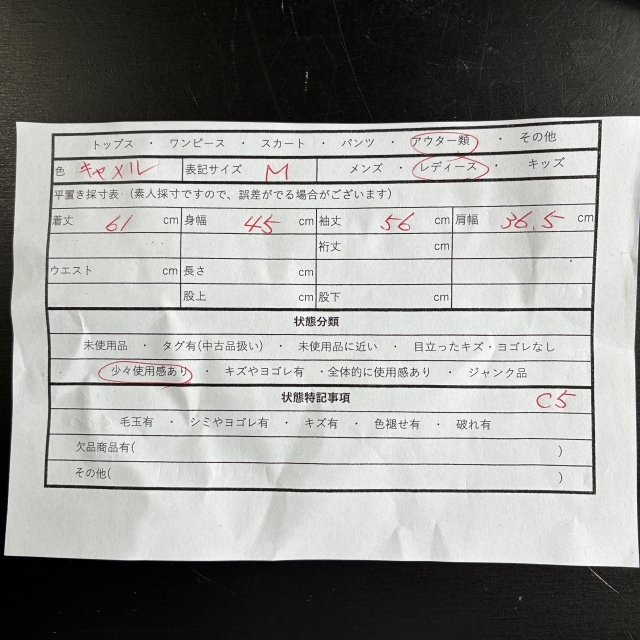 トップス ・ ワンピース ・ スカート ・ パンツ ・ アウター類 ・ その他
色 キャメル 表記サイズ M メンズ ・ レディース ・ キッズ
平置き採寸表 (素人採寸ですので、誤差がでる場合がございます)
着丈 61 cm 身幅 45 cm 袖丈 56 cm 肩幅 36.5 cm
裄丈 cm
ウエスト cm 長さ cm
股上 cm 股下 cm
状態分類
未使用品 ・ タグ有(中古品扱い) ・ 未使用品に近い ・ 目立ったキズ・ヨゴレなし
・ 少々使用感あり ・ キズやヨゴレ有 ・全体的に使用感あり ・ ジャンク品
状態特記事項 C5
毛玉有 ・ シミやヨゴレ有 ・ キズ有 ・ 色褪せ有 ・ 破れ有
欠品商品有( )
その他( )